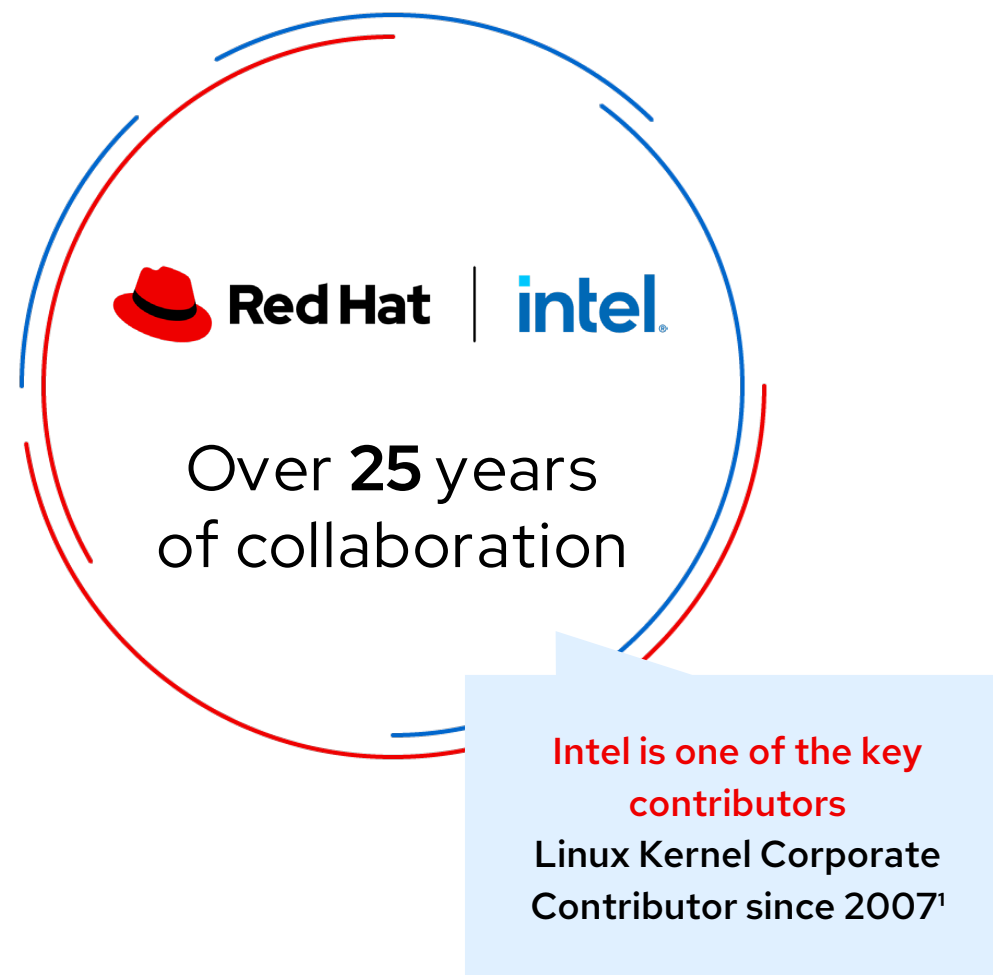 Red Hat | intel®
Over 25 years
of collaboration
Intel is one of the key
contributors
Linux Kernel Corporate
Contributor since 2007¹